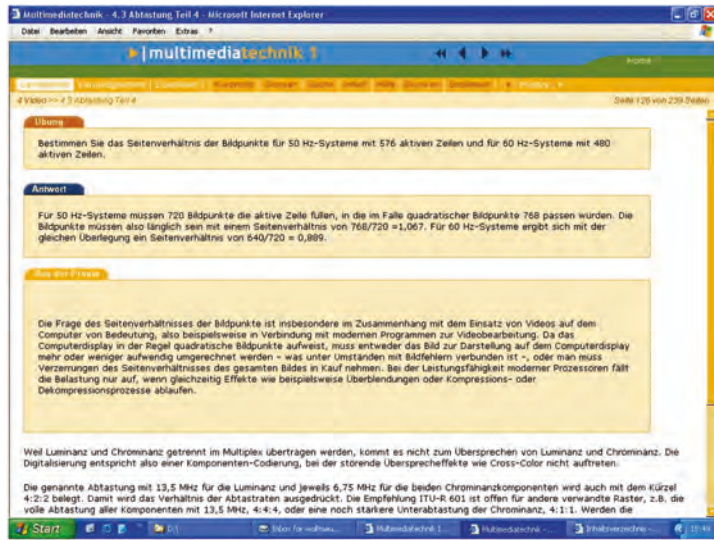 Multimediatechnik - 4.3 Abtastung Teil 4 - Microsoft Internet Explorer
Datei Bearbeiten Ansicht Favoriten Extras ?
multimediatechnik 1
Home
4 Video >> 4.3 Abtastung Teil 4
Seite 126 von 239 Seiten
Übung
Bestimmen Sie das Seitenverhältnis der Bildpunkte für 50 Hz-Systeme mit 576 aktiven Zeilen und für 60 Hz-Systeme mit 480
aktiven Zeilen.
Antwort
Für 50 Hz-Systeme müssen 720 Bildpunkte die aktive Zeile füllen, in die im Falle quadratischer Bildpunkte 768 passen würden. Die
Bildpunkte müssen also länglich sein mit einem Seitenverhältnis von 768/720 =1,067. Für 60 Hz-Systeme ergibt sich mit der
gleichen Überlegung ein Seitenverhältnis von 640/720 = 0,889.
Aus der Praxis
Die Frage des Seitenverhältnisses der Bildpunkte ist insbesondere im Zusammenhang mit dem Einsatz von Videos auf dem
Computer von Bedeutung, also beispielsweise in Verbindung mit modernen Programmen zur Videobearbeitung. Da das
Computerdisplay in der Regel quadratische Bildpunkte aufweist, muss entweder das Bild zur Darstellung auf dem Computerdisplay
mehr oder weniger aufwendig umgerechnet werden - was unter Umständen mit Bildfehlern verbunden ist -, oder man muss
Verzerrungen des Seitenverhältnisses des gesamten Bildes in Kauf nehmen. Bei der Leistungsfähigkeit moderner Prozessoren fällt
die Belastung nur auf, wenn gleichzeitig Effekte wie beispielsweise Überblendungen oder Kompressions- oder
Dekompressionsprozesse ablaufen.
Weil Luminanz und Chrominanz getrennt im Multiplex übertragen werden, kommt es nicht zum Übersprechen von Luminanz und Chrominanz. Die
Digitalisierung entspricht also einer Komponenten-Codierung, bei der störende Übersprecheffekte wie Cross-Color nicht auftreten.
Die genannte Abtastung mit 13,5 MHz für die Luminanz und jeweils 6,75 MHz für die beiden Chrominanzkomponenten wird auch mit dem Kürzel
4:2:2 belegt. Damit wird das Verhältnis der Abtastraten ausgedrückt. Die Empfehlung ITU-R 601 ist offen für andere verwandte Raster, z.B. die
volle Abtastung aller Komponenten mit 13,5 MHz, 4:4:4, oder eine noch stärkere Unterabtastung der Chrominanz, 4:1:1. Werden die
Start
D:\
Inbox for
Multimediatechnik 1
Multimediatechnik -...
Inhaltsverzeichnis -...